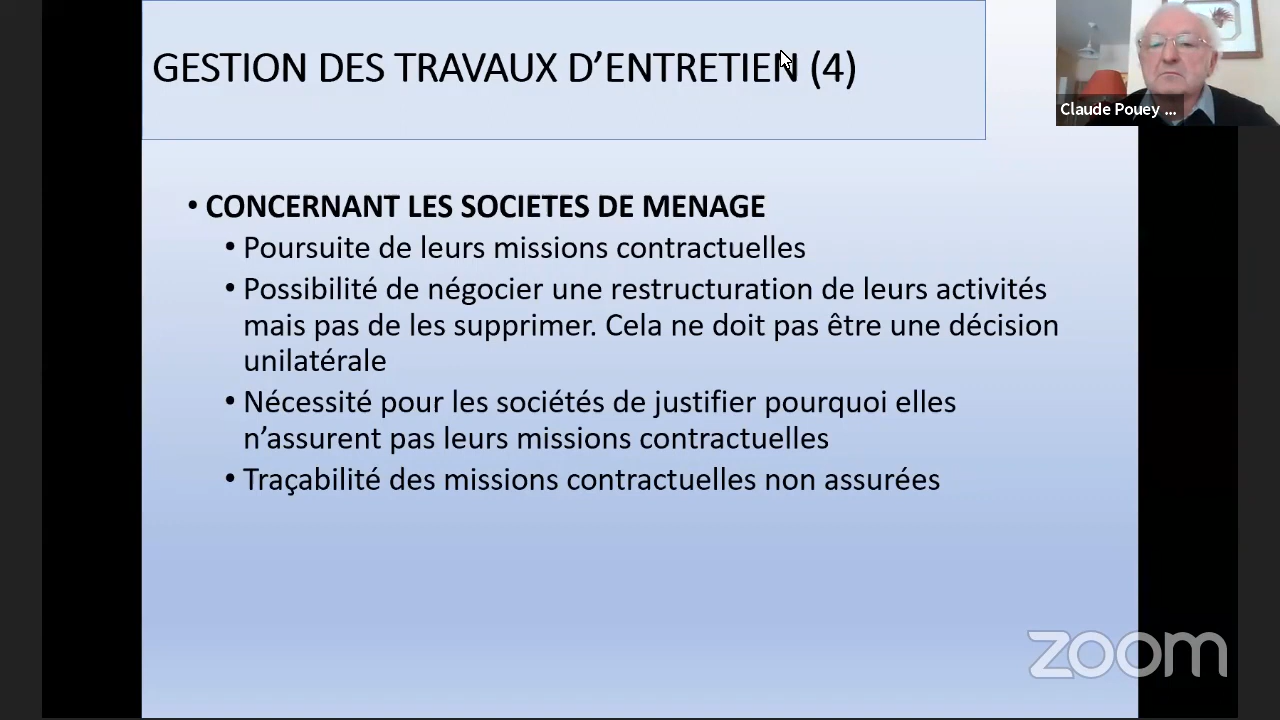 GESTION DES TRAVAUX D’ENTRETIEN (4)
Claude Pouey ...
• CONCERNANT LES SOCIETES DE MENAGE
• Poursuite de leurs missions contractuelles
• Possibilité de négocier une restructuration de leurs activités
mais pas de les supprimer. Cela ne doit pas être une décision
unilatérale
• Nécessité pour les sociétés de justifier pourquoi elles
n’assurent pas leurs missions contractuelles
• Traçabilité des missions contractuelles non assurées
zoom